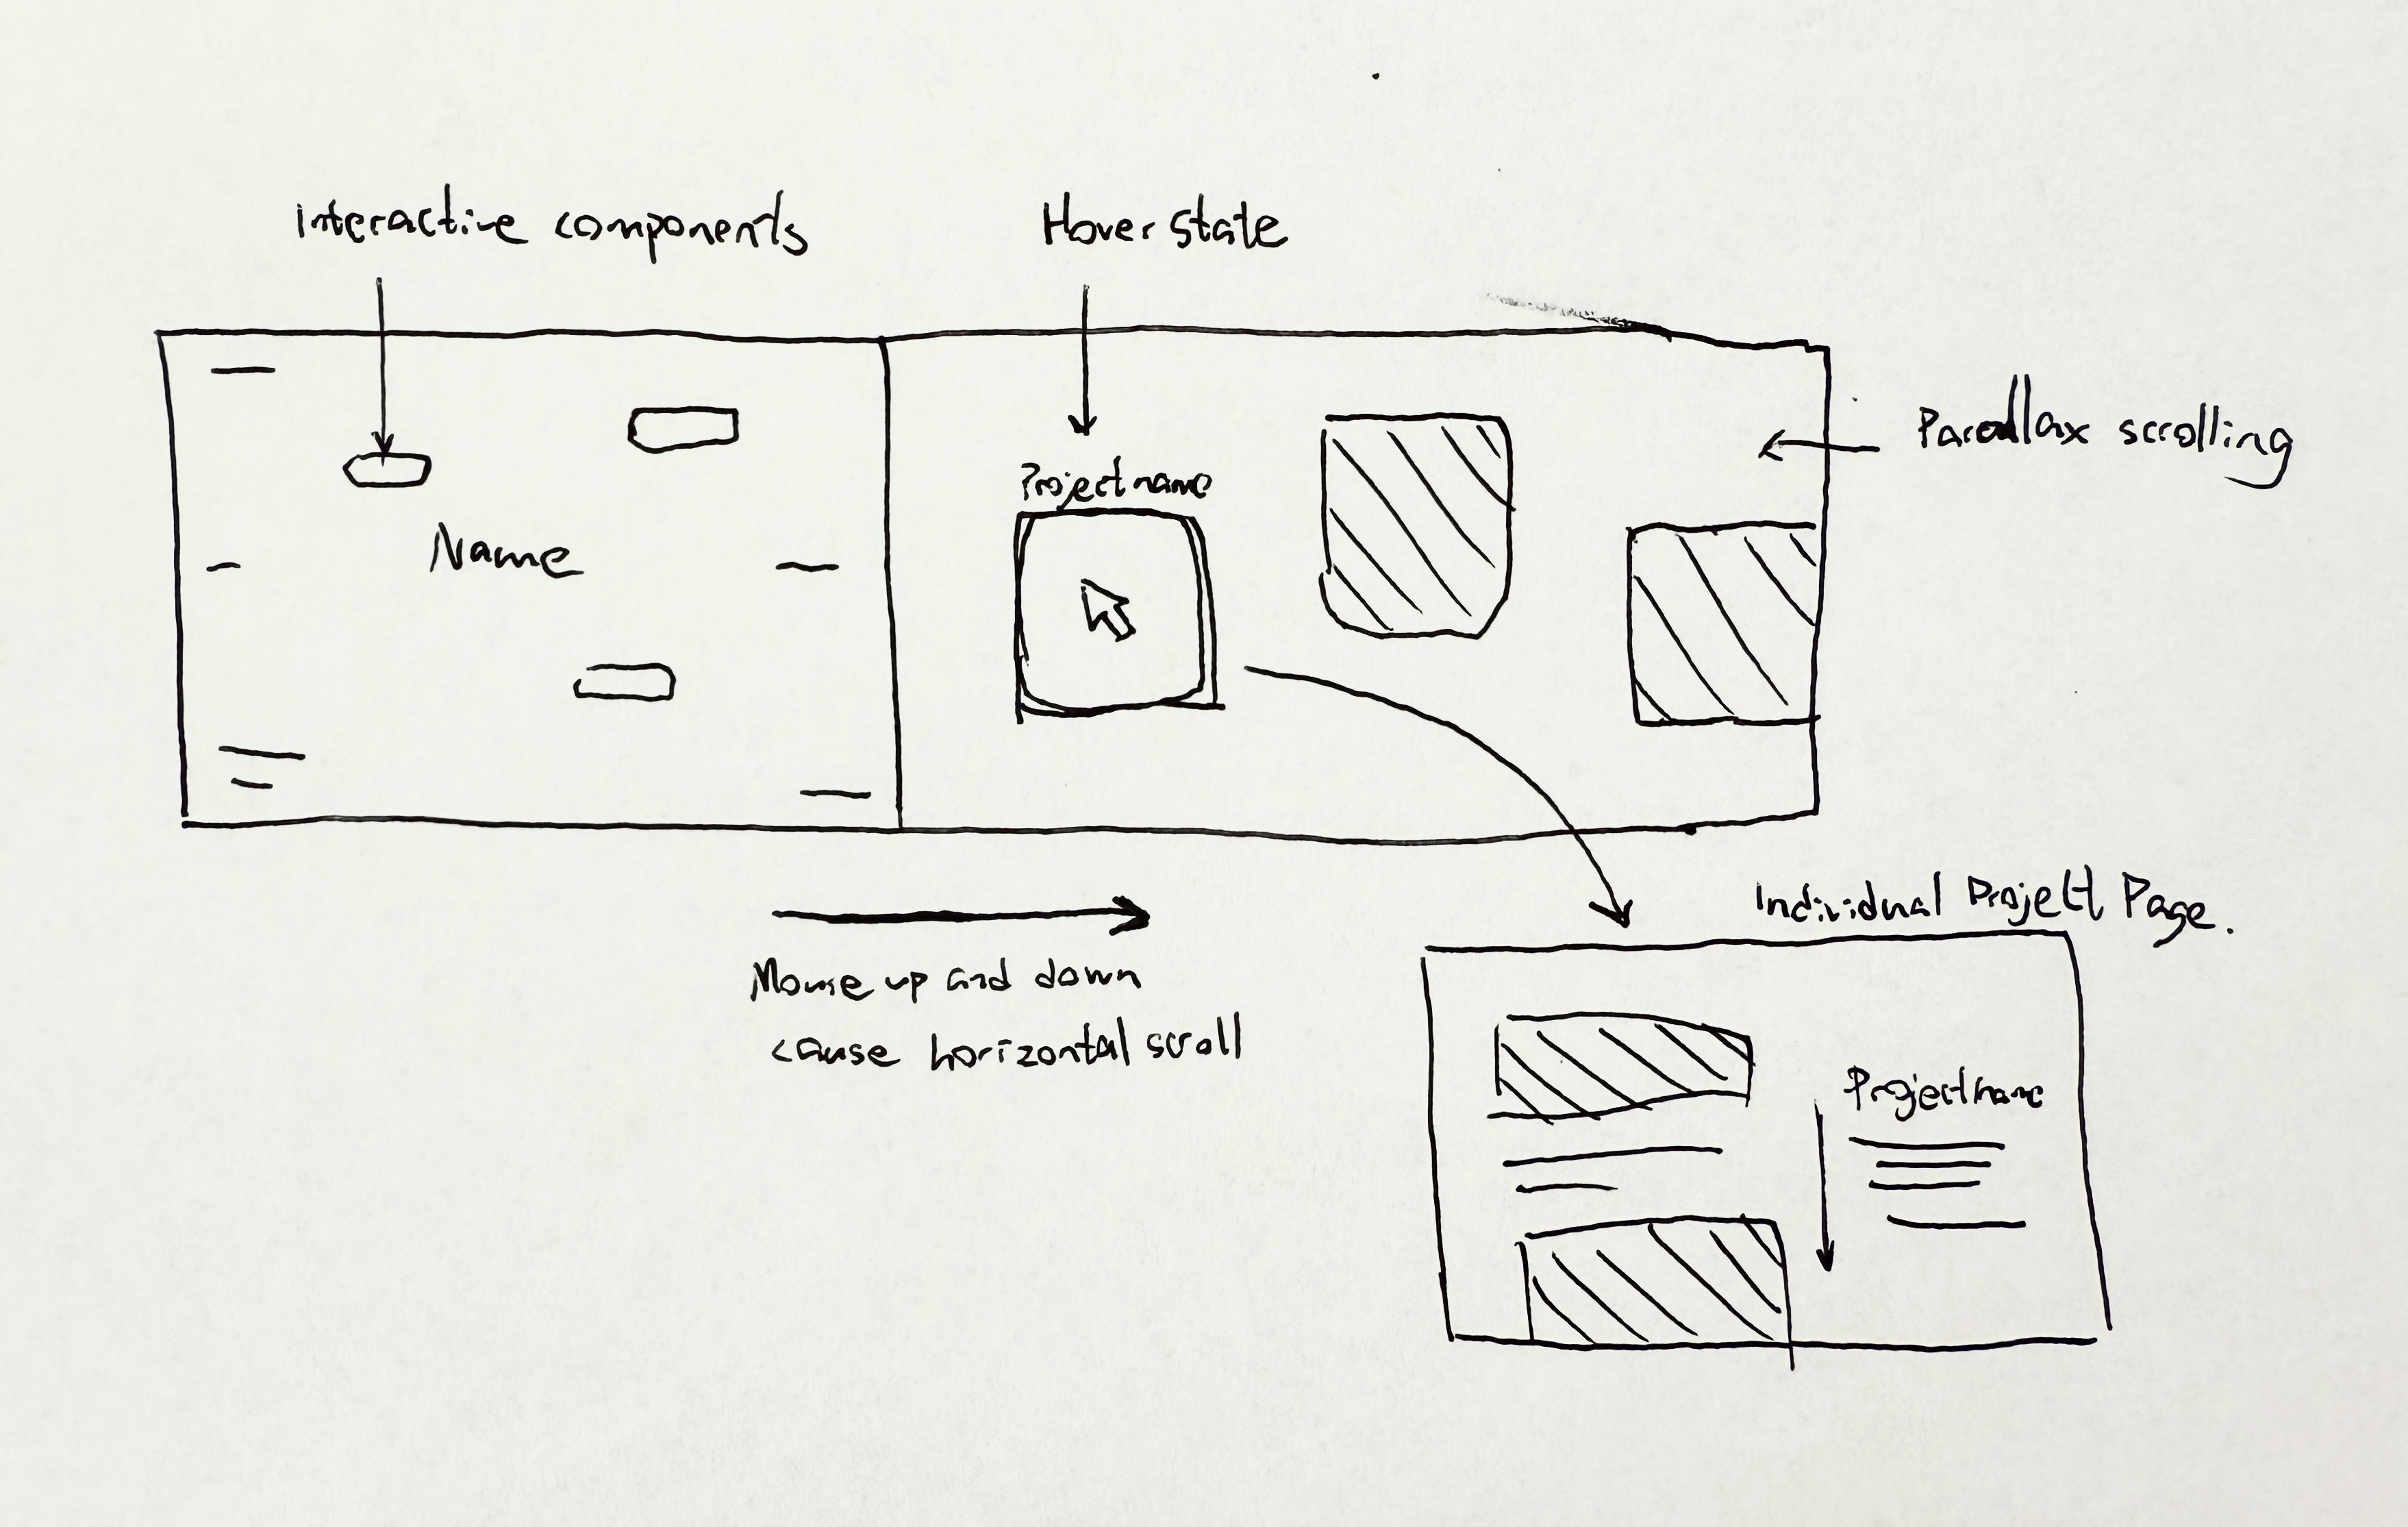 Interactive components
Hover state
Parallax scrolling
Project name
Name
Individual Project Page.
Mouse up and down
cause horizontal scroll
Project name